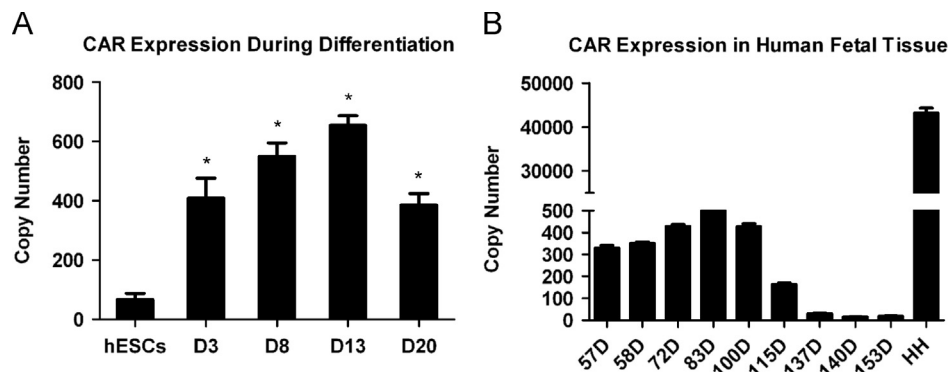 A
CAR Expression During Differentiation
Copy Number
800
600
400
200
0
*
*
*
*
hESCs D3 D8 D13 D20
B
CAR Expression in Human Fetal Tissue
Copy Number
50000
40000
30000
500
400
300
200
100
0
57D 58D 72D 83D 100D 115D 137D 140D 153D HH